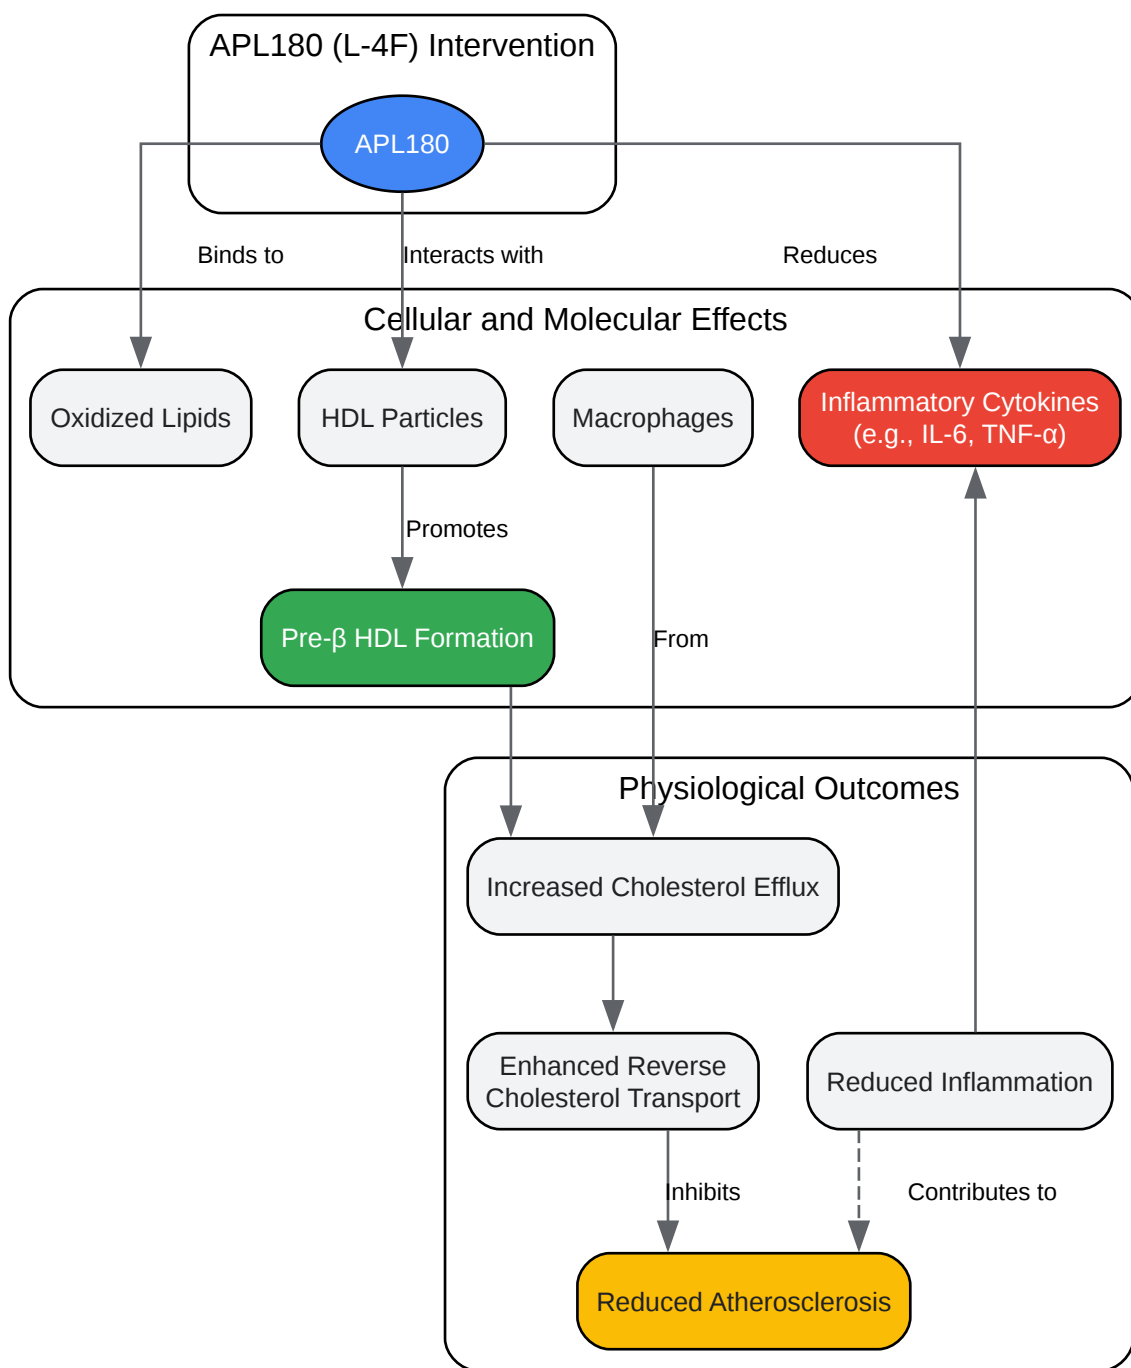 APL180 (L-4F) Intervention
APL180
Binds to
Interacts with
Reduces
Cellular and Molecular Effects
Oxidized Lipids
HDL Particles
Macrophages
Inflammatory Cytokines
(e.g., IL-6, TNF-α)
Promotes
Pre-β HDL Formation
From
Physiological Outcomes
Increased Cholesterol Efflux
Enhanced Reverse
Cholesterol Transport
Reduced Inflammation
Inhibits
Contributes to
Reduced Atherosclerosis